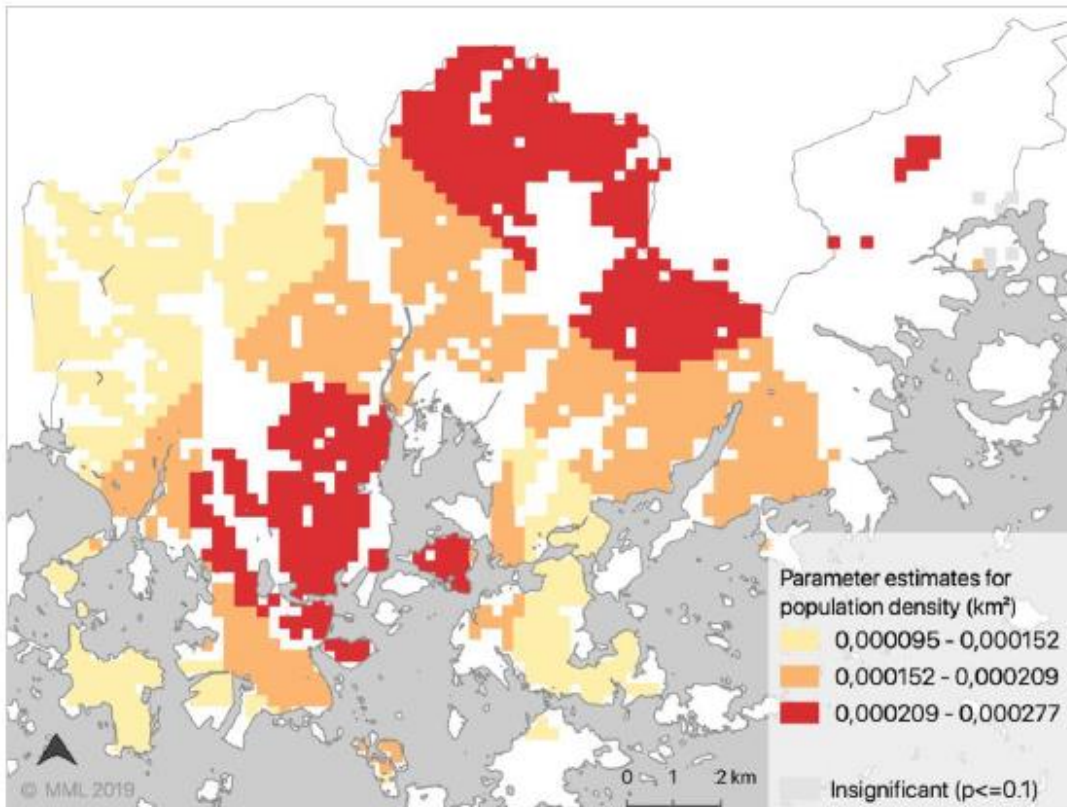 Parameter estimates for
population density (km²)
0,000095 - 0,000152
0,000152 - 0,000209
0,000209 - 0,000277
0 1 2 km
Insignificant (p<=0.1)
© MML 2019